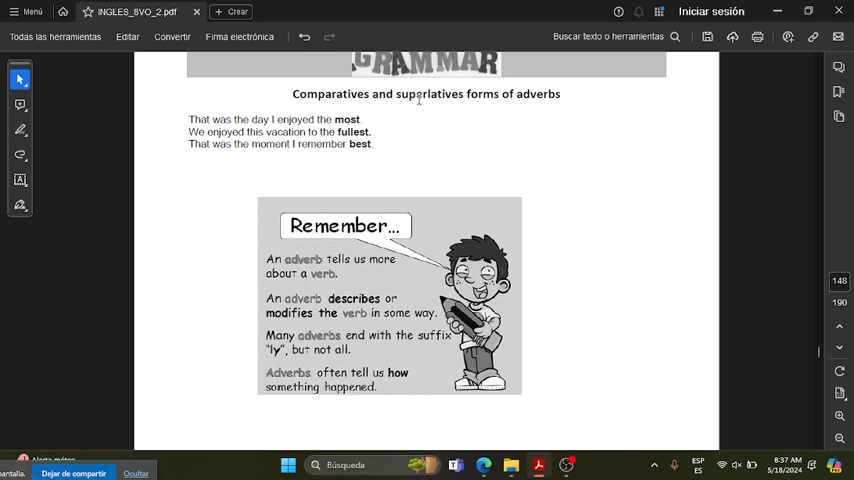 Menú
INGLES_8VO_2.pdf
Crear
Iniciar sesión
Todas las herramientas
Editar
Convertir
Firma electrónica
Buscar texto o herramientas
GRAMMAR
Comparatives and superlatives forms of adverbs
That was the day I enjoyed the most.
We enjoyed this vacation to the fullest.
That was the moment I remember best.
Remember...
An adverb tells us more
about a verb.
An adverb describes or
modifies the verb in some way.
Many adverbs end with the suffix
"ly", but not all.
Adverbs often tell us how
something happened.
148
190
Alerta méteo
pantalla.
Dejar de compartir
Ocultar
Búsqueda
ESP
ES
8:37 AM
5/18/2024